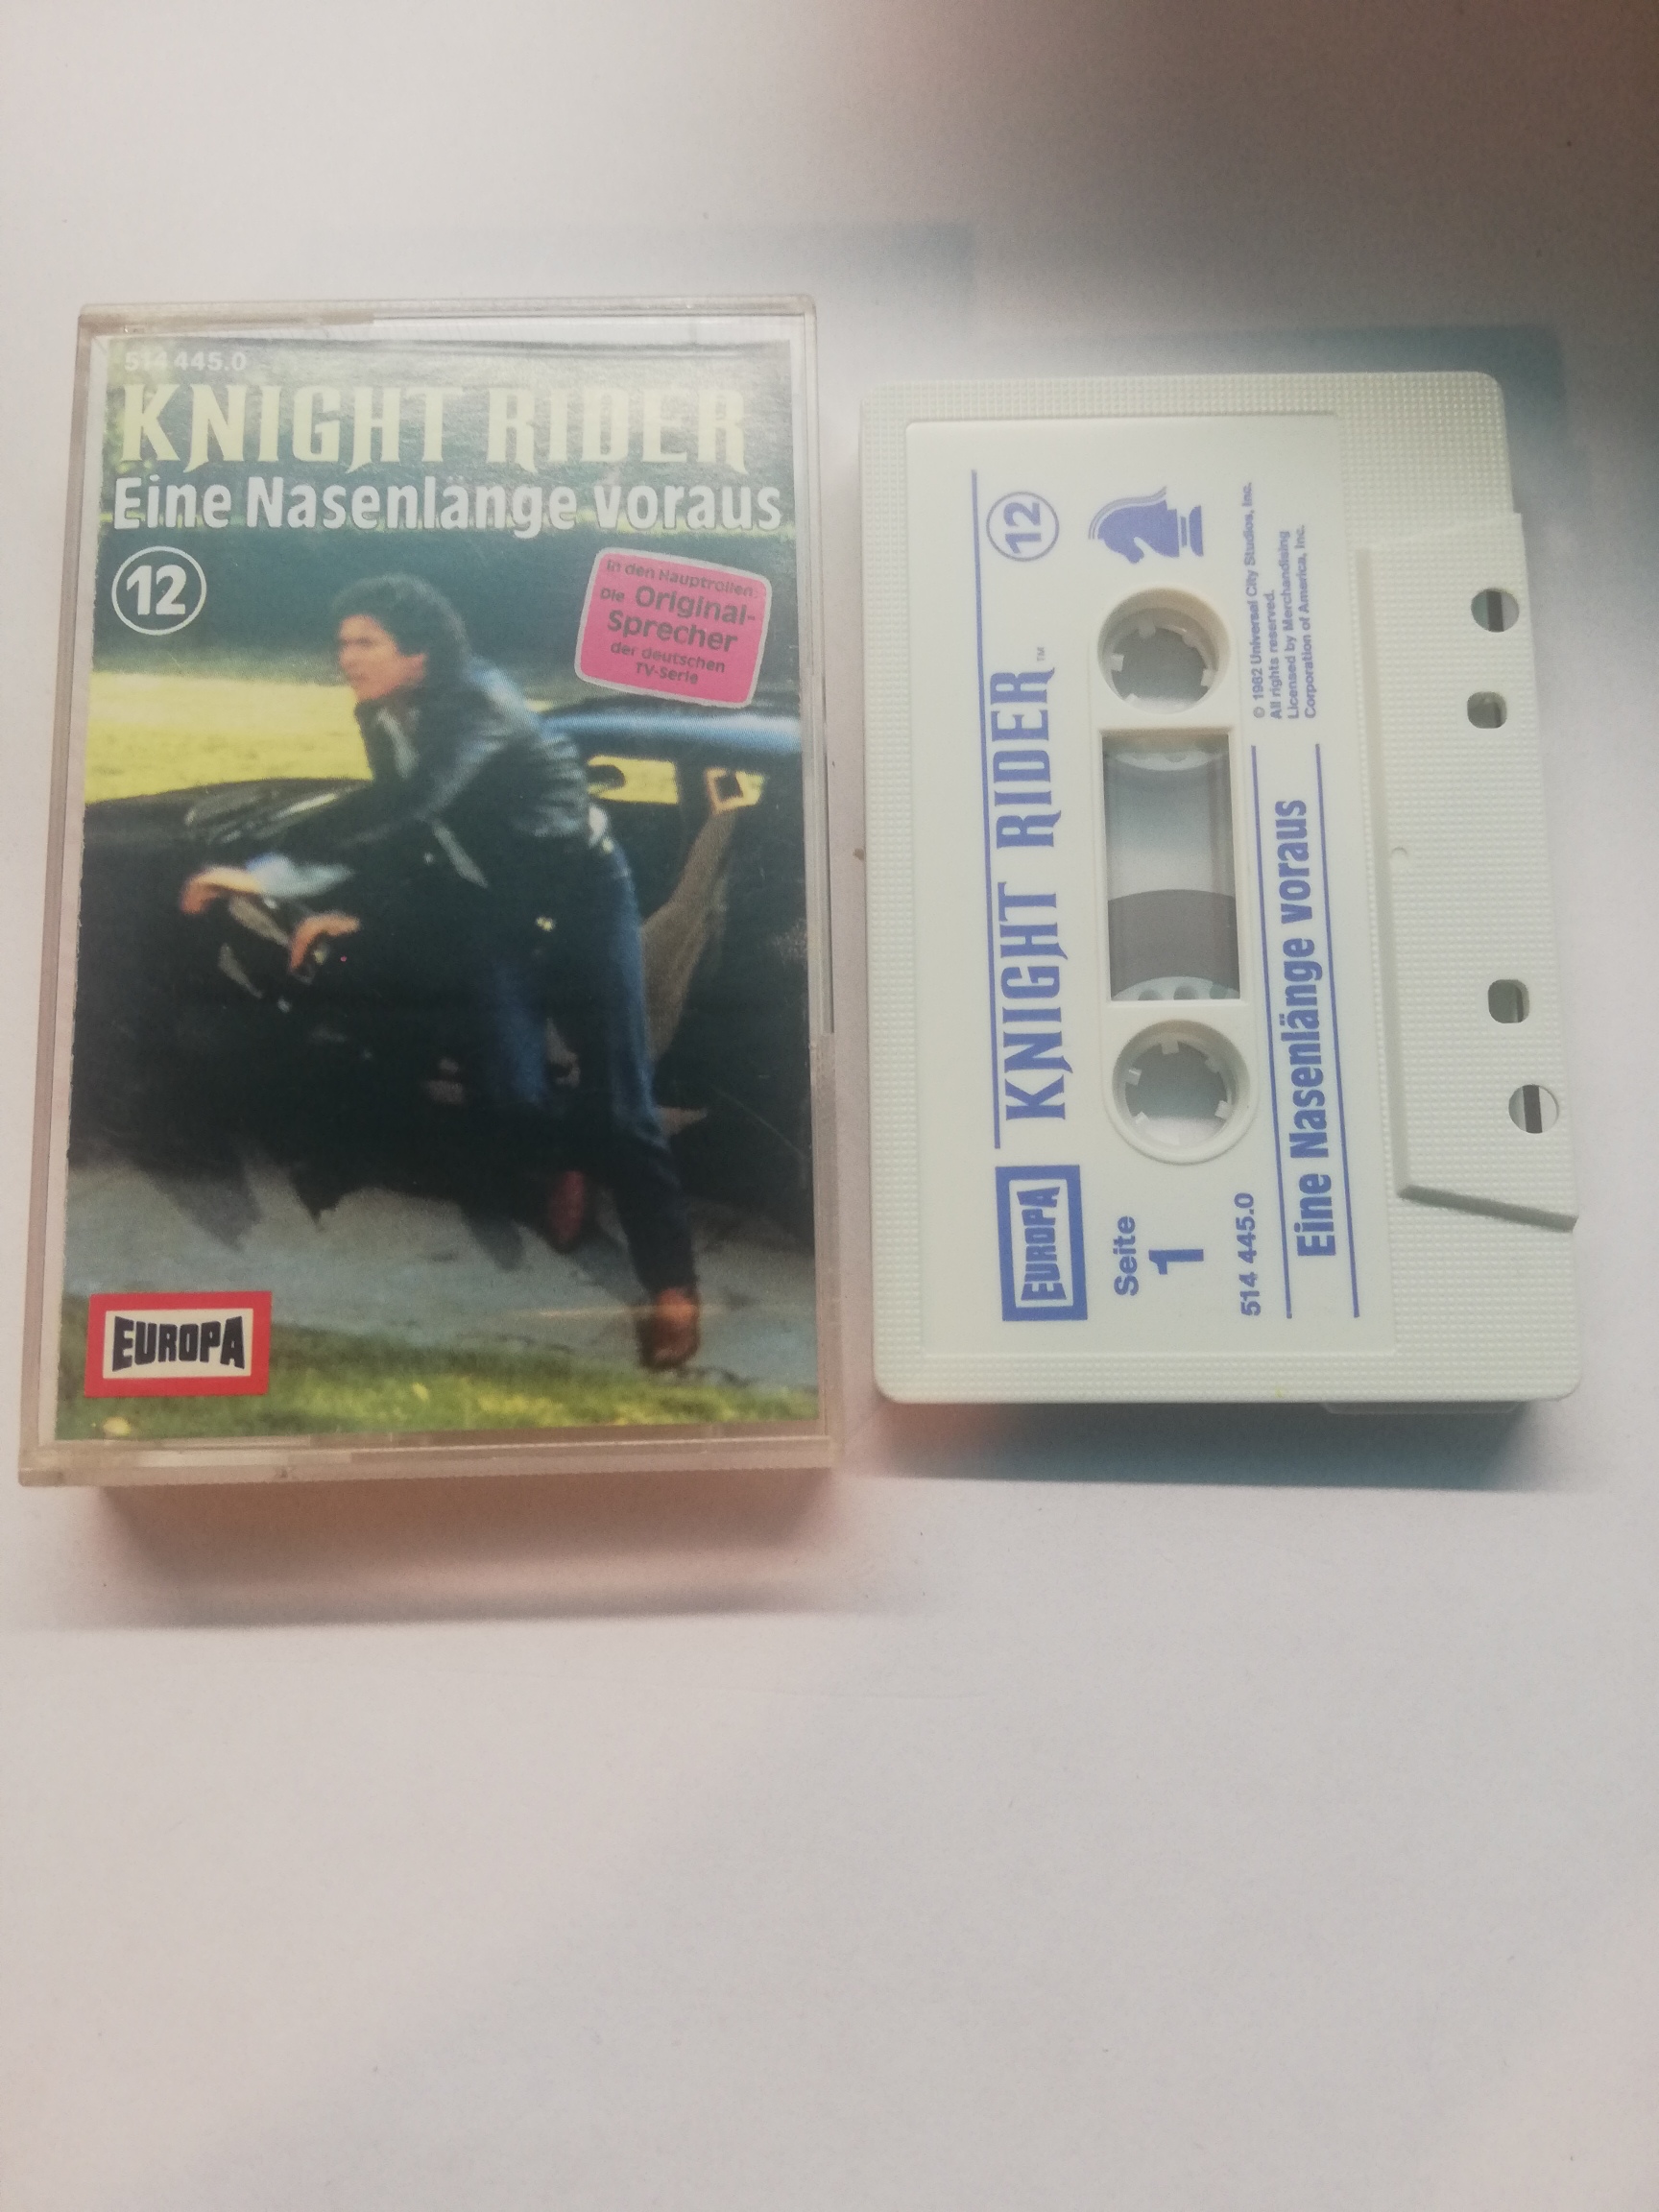 514 445.0
KNIGHT RIDER
Eine Nasenlänge voraus
12
In den Hauptrollen:
Die Original-
Sprecher
der deutschen
TV-Serie
EUROPA
12
EUROPA
KNIGHT RIDER™
Seite
1
514 445.0
© 1982 Universal City Studios, Inc.
All rights reserved.
Licensed by Merchandising
Corporation of America, Inc.
Eine Nasenlänge voraus